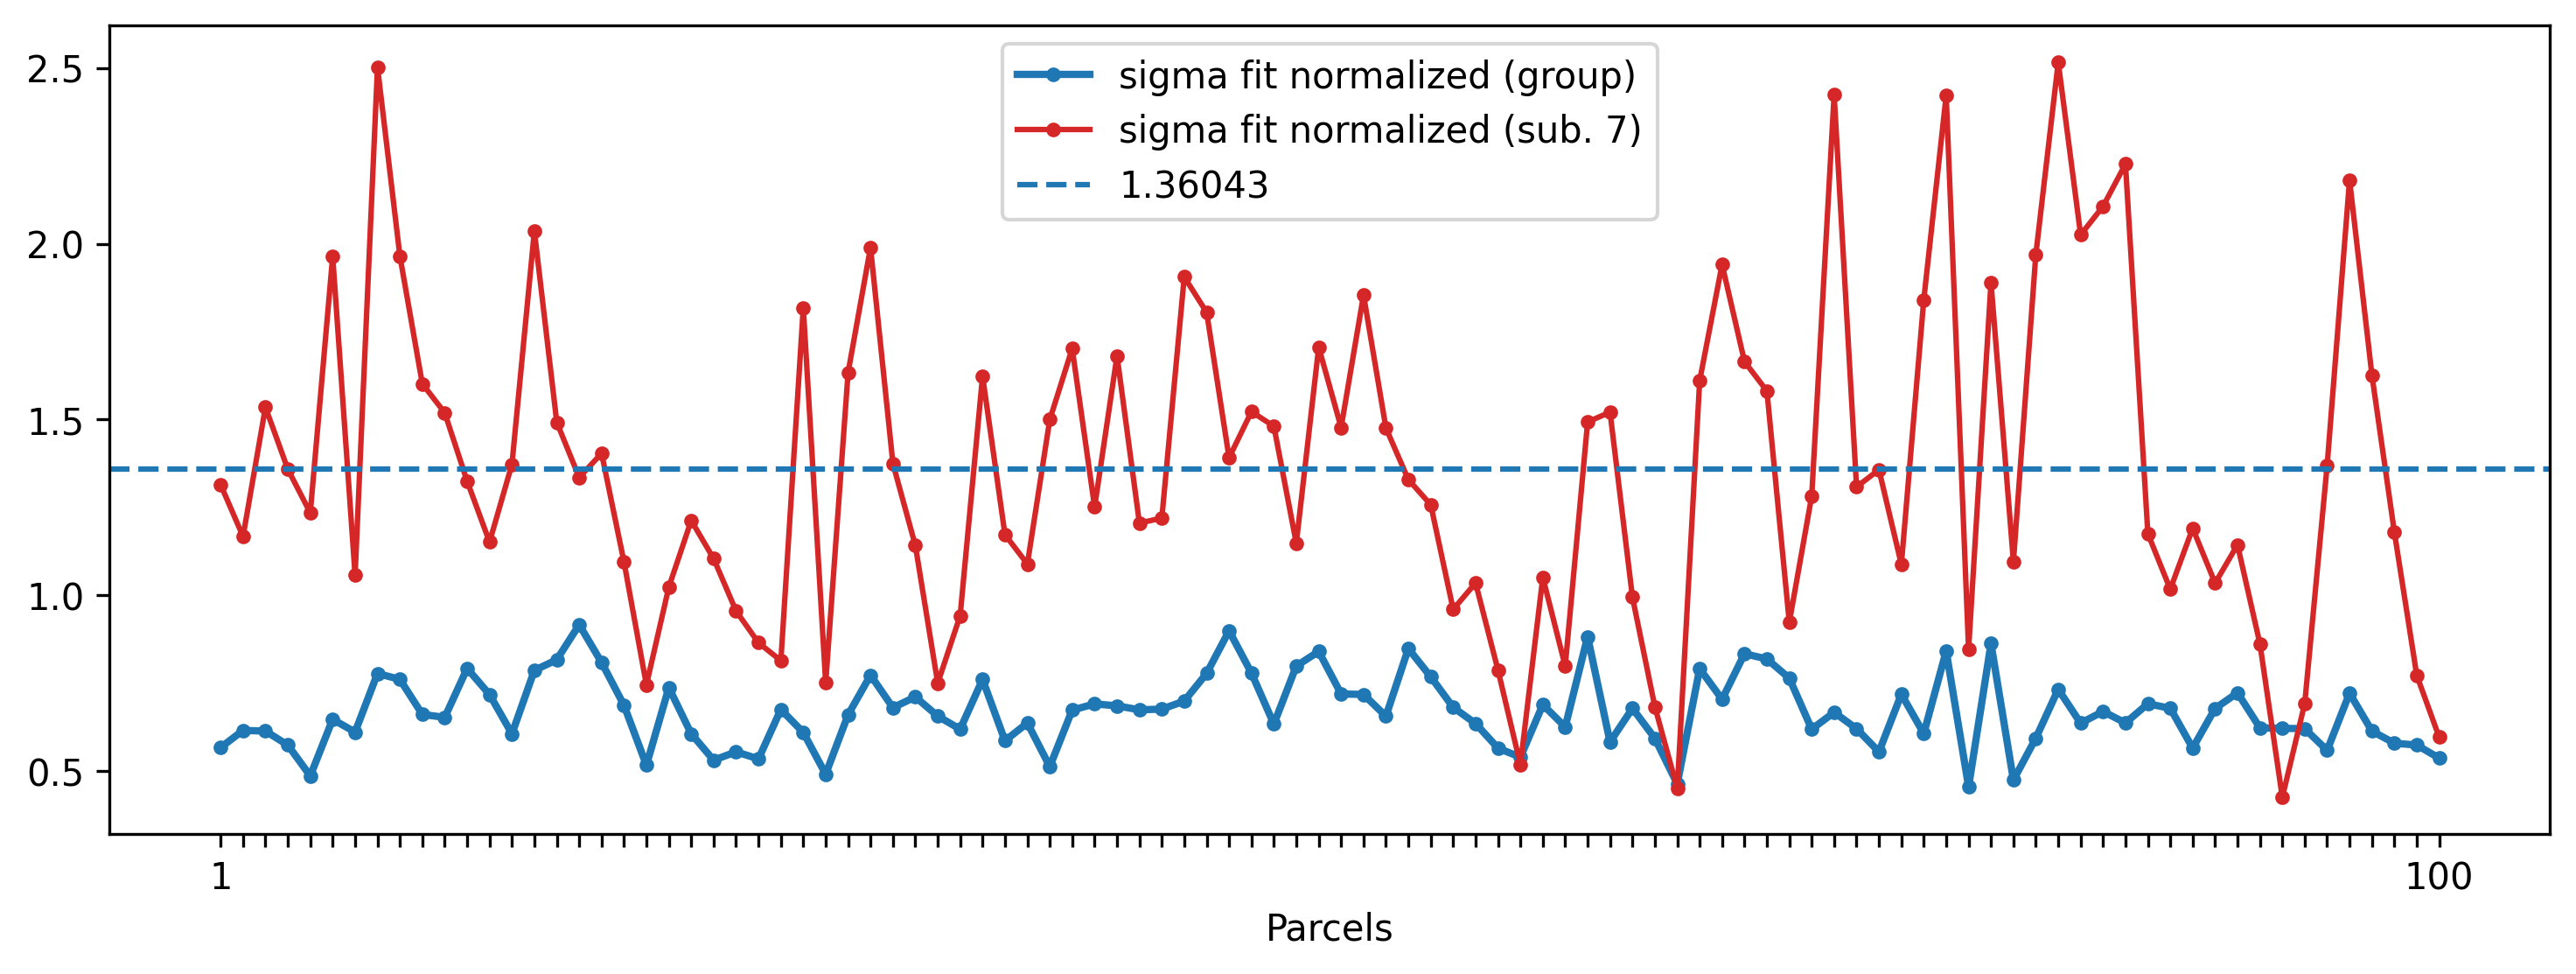 2.5
2.0
1.5
1.0
0.5
sigma fit normalized (group)
sigma fit normalized (sub. 7)
1.36043
1
100
Parcels